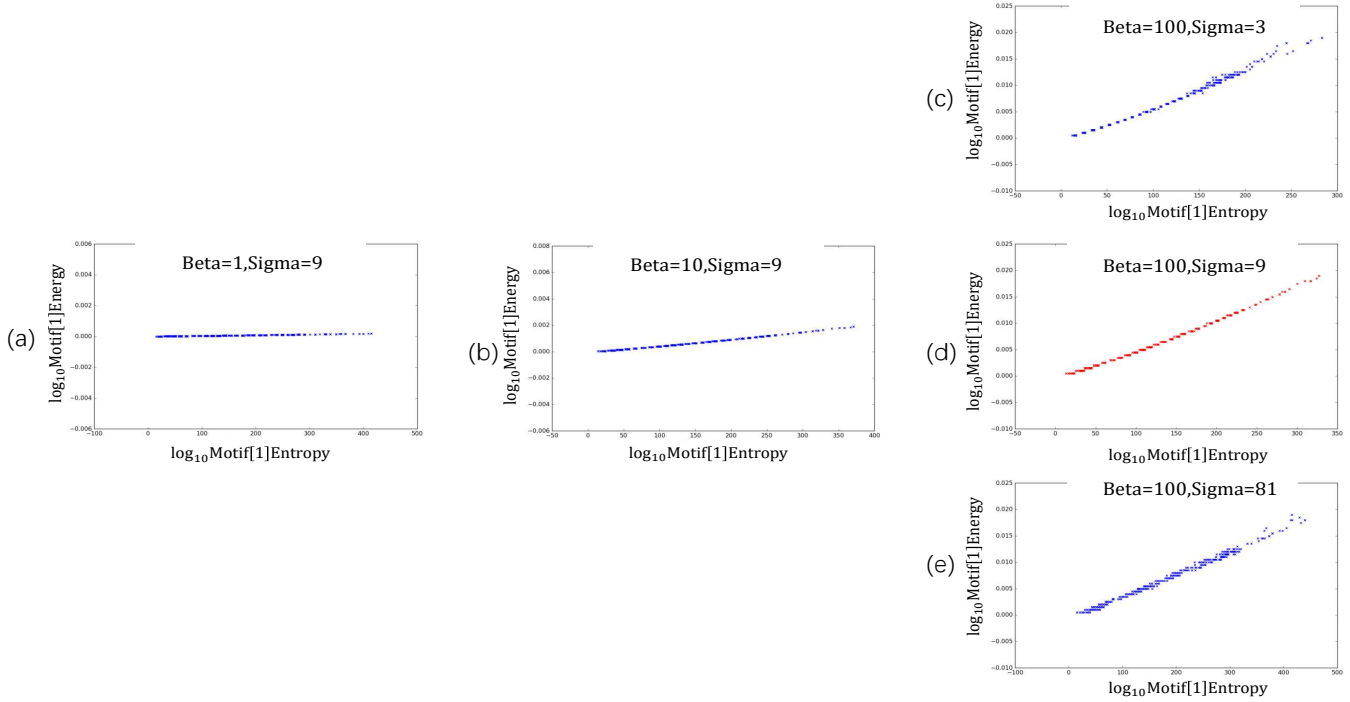 (c)
Beta=100,Sigma=3
log₁₀Motif[1]Energy
0.025
0.020
0.015
0.010
0.005
0.000
−0.005
−0.010
−50 0 50 100 150 200 250 300
log₁₀Motif[1]Entropy
(a)
Beta=1,Sigma=9
log₁₀Motif[1]Energy
0.006
0.004
0.002
0.000
−0.002
−0.004
−0.006
−100 0 100 200 300 400 500
log₁₀Motif[1]Entropy
(b)
Beta=10,Sigma=9
log₁₀Motif[1]Energy
0.008
0.006
0.004
0.002
0.000
−0.002
−0.004
−0.006
−50 0 50 100 150 200 250 300 350 400
log₁₀Motif[1]Entropy
(d)
Beta=100,Sigma=9
log₁₀Motif[1]Energy
0.025
0.020
0.015
0.010
0.005
0.000
−0.005
−0.010
−50 0 50 100 150 200 250 300 350
log₁₀Motif[1]Entropy
(e)
Beta=100,Sigma=81
log₁₀Motif[1]Energy
0.025
0.020
0.015
0.010
0.005
0.000
−0.005
−0.010
−100 0 100 200 300 400 500
log₁₀Motif[1]Entropy